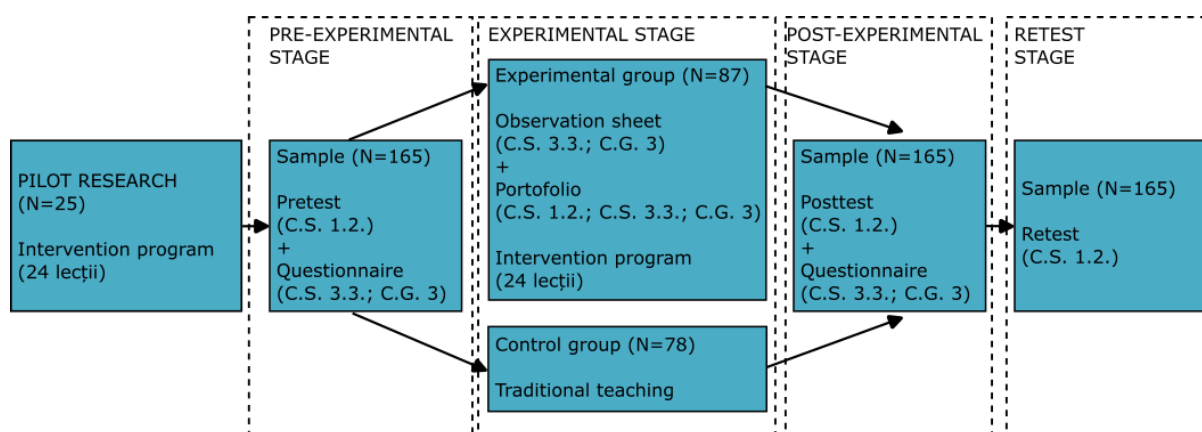 PILOT RESEARCH
(N=25)
Intervention program
(24 lecții)
PRE-EXPERIMENTAL
STAGE
Sample (N=165)
Pretest
(C.S. 1.2.)
+
Questionnaire
(C.S. 3.3.; C.G. 3)
EXPERIMENTAL STAGE
Experimental group (N=87)
Observation sheet
(C.S. 3.3.; C.G. 3)
+
Portofolio
(C.S. 1.2.; C.S. 3.3.; C.G. 3)
Intervention program
(24 lecții)
Control group (N=78)
Traditional teaching
POST-EXPERIMENTAL
STAGE
Sample (N=165)
Posttest
(C.S. 1.2.)
+
Questionnaire
(C.S. 3.3.; C.G. 3)
RETEST
STAGE
Sample (N=165)
Retest
(C.S. 1.2.)